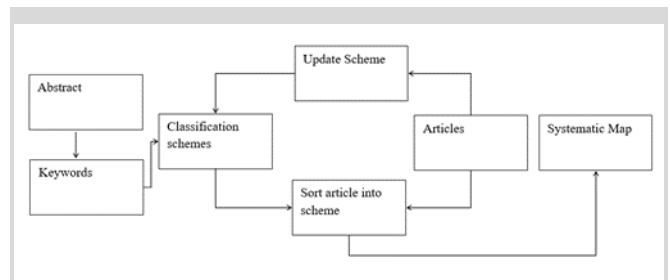 Update Scheme
Abstract
Classification
schemes
Articles
Systematic Map
Keywords
Sort article into
scheme